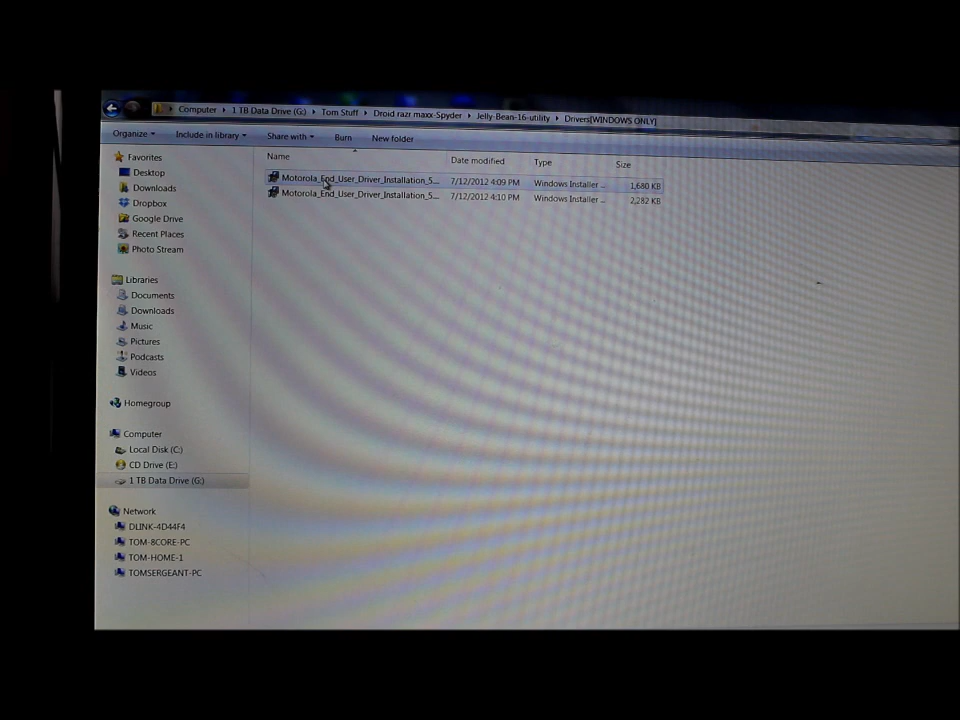 Computer ▸ 1 TB Data Drive (G:) ▸ Tom Stuff ▸ Droid razr maxx-Spyder ▸ Jelly-Bean-16-utility ▸ Drivers[WINDOWS ONLY]
Organize Include in library Share with Burn New folder
Name Date modified Type Size
Motorola_End_User_Driver_Installation_5... 7/12/2012 4:09 PM Windows Installer ... 1,680 KB
Motorola_End_User_Driver_Installation_5... 7/12/2012 4:10 PM Windows Installer ... 2,282 KB
Favorites
Desktop
Downloads
Dropbox
Google Drive
Recent Places
Photo Stream
Libraries
Documents
Downloads
Music
Pictures
Podcasts
Videos
Homegroup
Computer
Local Disk (C:)
CD Drive (E:)
1 TB Data Drive (G:)
Network
DLINK-4D44F4
TOM-8CORE-PC
TOM-HOME-1
TOMSERGEANT-PC